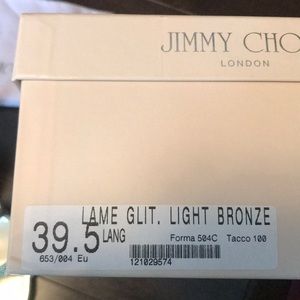 JIMMY CHO
LONDON
LAME GLIT. LIGHT BRONZE
39.5 LANG Forma 504C Tacco 100
653/004 Eu 121029574